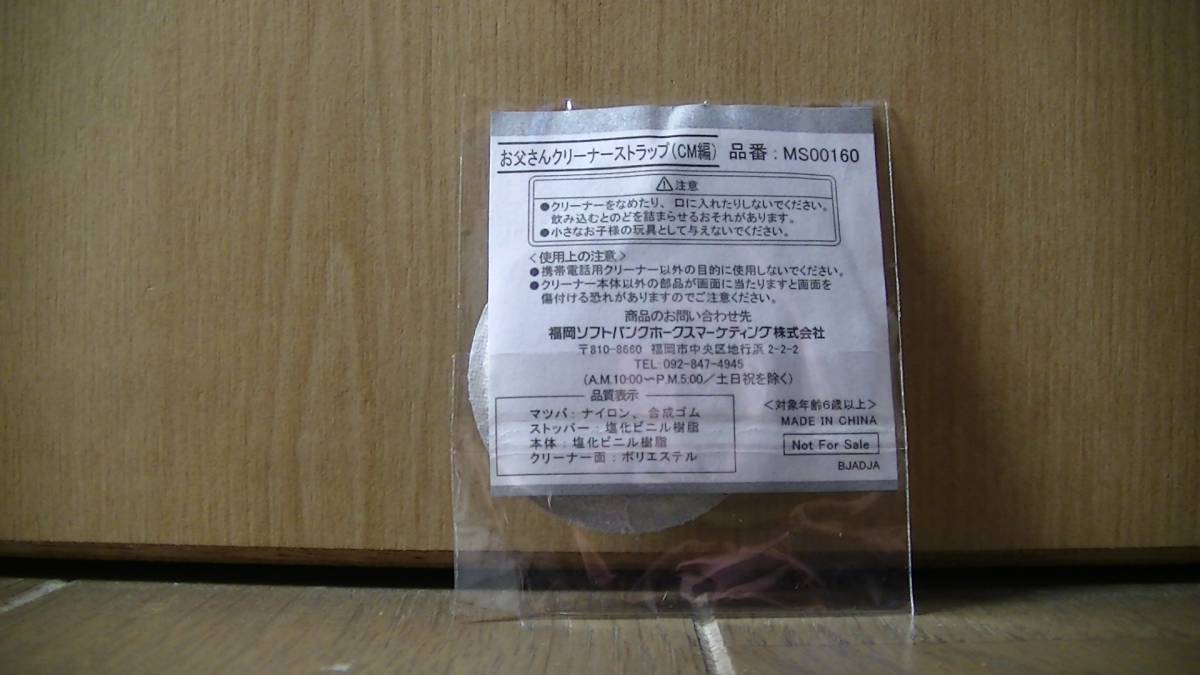 お父さんクリーナーストラップ(CM編) 品番:MS00160
⚠注意
●クリーナーをなめたり、口に入れたりしないでください。
飲み込むとのどを詰まらせるおそれがあります。
●小さなお子様の玩具として与えないでください。
<使用上の注意>
●携帯電話用クリーナー以外の目的に使用しないでください。
●クリーナー本体以外の部品が画面に当たりますと画面を
傷付ける恐れがありますのでご注意ください。
商品のお問い合わせ先
福岡ソフトバンクホークスマーケティング株式会社
〒810-8660 福岡市中央区地行浜2-2-2
TEL:092-847-4945
(A.M.10:00~P.M.5:00/土日祝を除く)
品質表示
マツバ:ナイロン、合成ゴム
ストッパー:塩化ビニル樹脂
本体:塩化ビニル樹脂
クリーナー面:ポリエステル
<対象年齢6歳以上>
MADE IN CHINA
Not For Sale
BJADJA